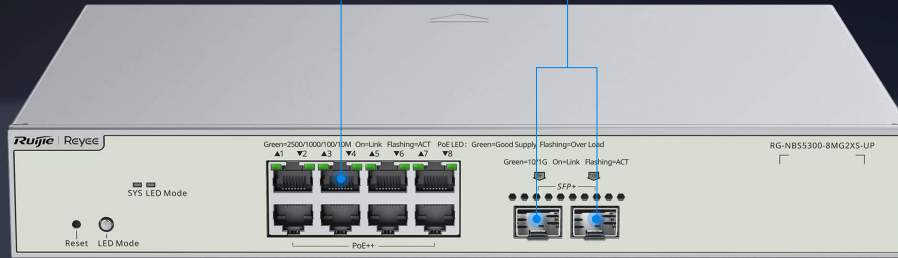 Ruijie | Reyee
Green=2500/1000/100/10M On=Link Flashing=ACT PoE LED: Green=Good Supply Flashing=Over Load
RG-NBS5300-8MG2XS-UP
▲1 ▼2 ▲3 ▼4 ▲5 ▼6 ▲7 ▼8
Green=10/1G On=Link Flashing=ACT
SFP+
SYS LED Mode
Reset LED Mode
PoE++